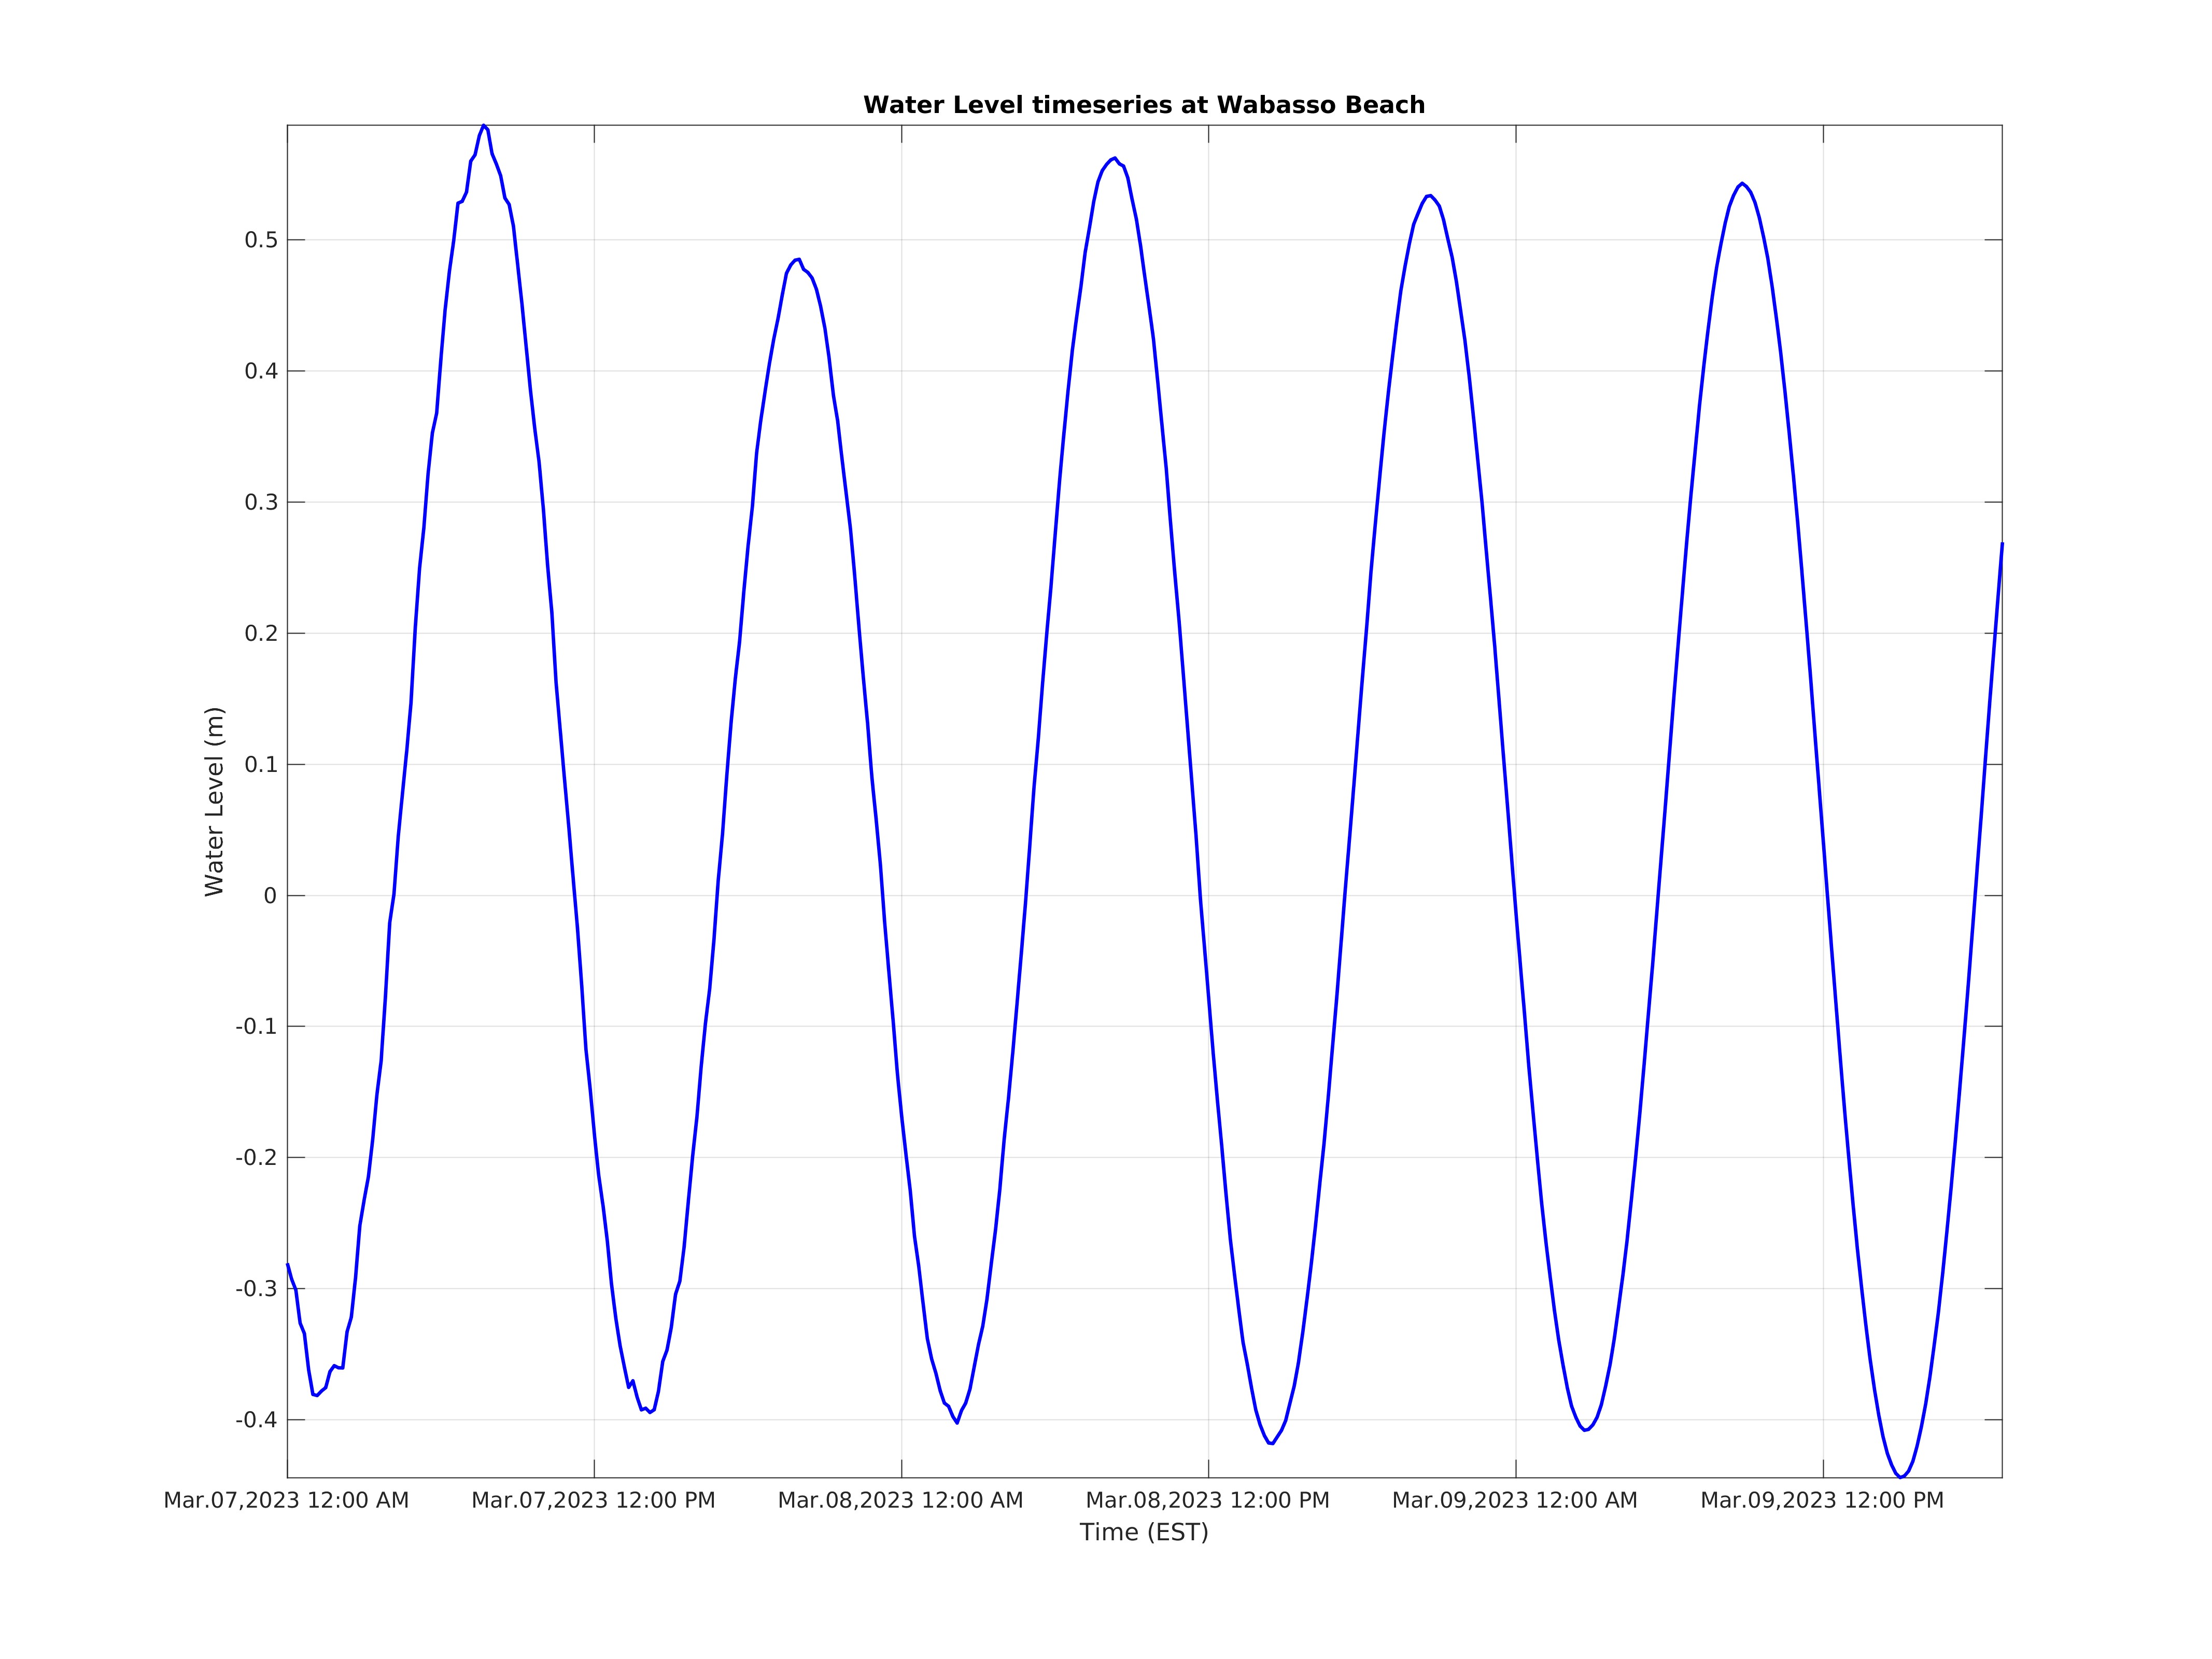 Water Level timeseries at Wabasso Beach
0.5
0.4
0.3
0.2
0.1
0
-0.1
-0.2
-0.3
-0.4
Water Level (m)
Mar.07,2023 12:00 AM Mar.07,2023 12:00 PM Mar.08,2023 12:00 AM Mar.08,2023 12:00 PM Mar.09,2023 12:00 AM Mar.09,2023 12:00 PM
Time (EST)